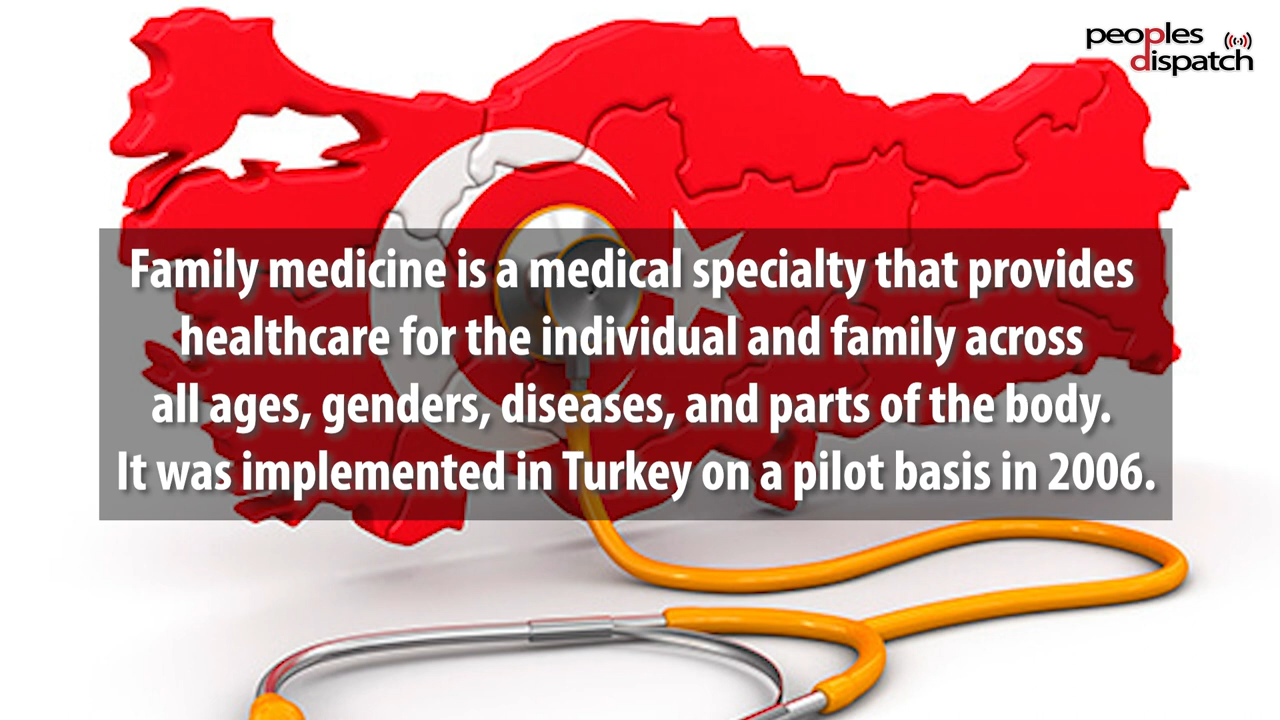 peoples
dispatch
Family medicine is a medical specialty that provides
healthcare for the individual and family across
all ages, genders, diseases, and parts of the body.
It was implemented in Turkey on a pilot basis in 2006.